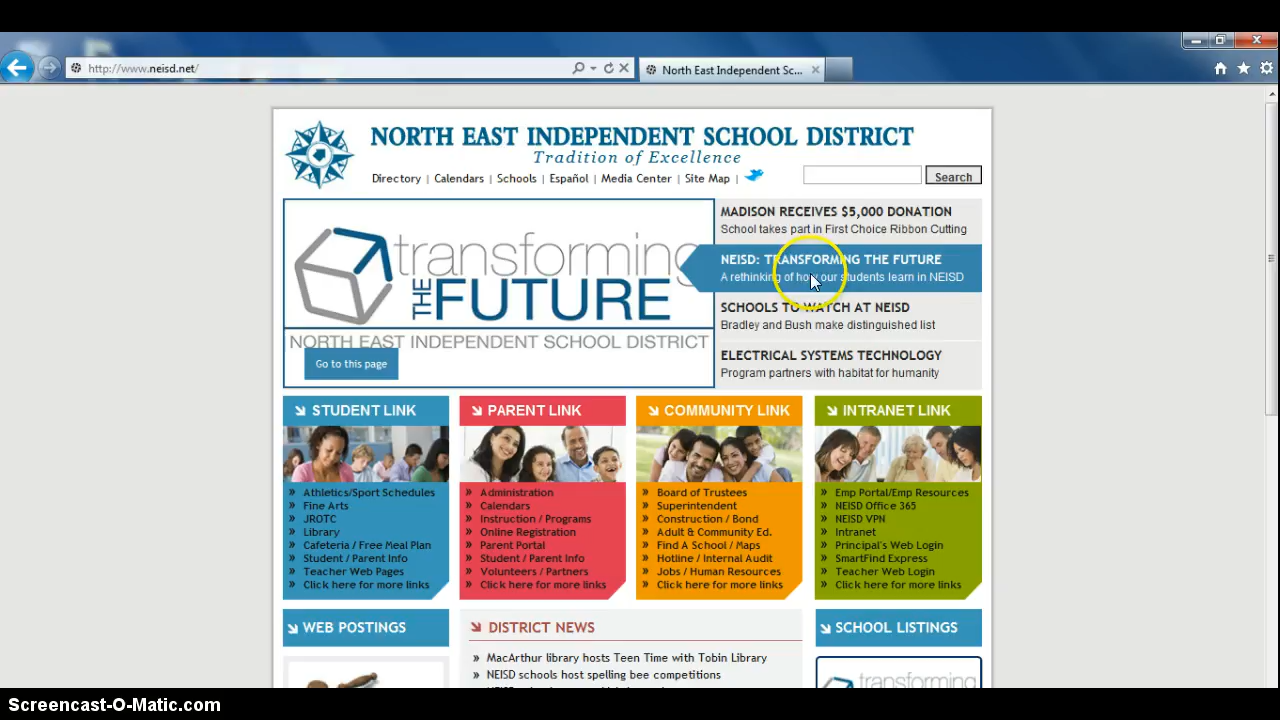 http://www.neisd.net/
North East Independent Sc...
NORTH EAST INDEPENDENT SCHOOL DISTRICT
Tradition of Excellence
Directory | Calendars | Schools | Español | Media Center | Site Map |
Search
transforming
THE FUTURE
NORTH EAST INDEPENDENT SCHOOL DISTRICT
Go to this page
MADISON RECEIVES $5,000 DONATION
School takes part in First Choice Ribbon Cutting
NEISD: TRANSFORMING THE FUTURE
A rethinking of how our students learn in NEISD
SCHOOLS TO WATCH AT NEISD
Bradley and Bush make distinguished list
ELECTRICAL SYSTEMS TECHNOLOGY
Program partners with habitat for humanity
STUDENT LINK
» Athletics/Sport Schedules
» Fine Arts
» JROTC
» Library
» Cafeteria / Free Meal Plan
» Student / Parent Info
» Teacher Web Pages
» Click here for more links
PARENT LINK
» Administration
» Calendars
» Instruction / Programs
» Online Registration
» Parent Portal
» Student / Parent Info
» Volunteers / Partners
» Click here for more links
COMMUNITY LINK
» Board of Trustees
» Superintendent
» Construction / Bond
» Adult & Community Ed.
» Find A School / Maps
» Hotline / Internal Audit
» Jobs / Human Resources
» Click here for more links
INTRANET LINK
» Emp Portal/Emp Resources
» NEISD Office 365
» NEISD VPN
» Intranet
» Principal's Web Login
» SmartFind Express
» Teacher Web Login
» Click here for more links
WEB POSTINGS
DISTRICT NEWS
» MacArthur library hosts Teen Time with Tobin Library
» NEISD schools host spelling bee competitions
SCHOOL LISTINGS
transforming
Screencast-O-Matic.com